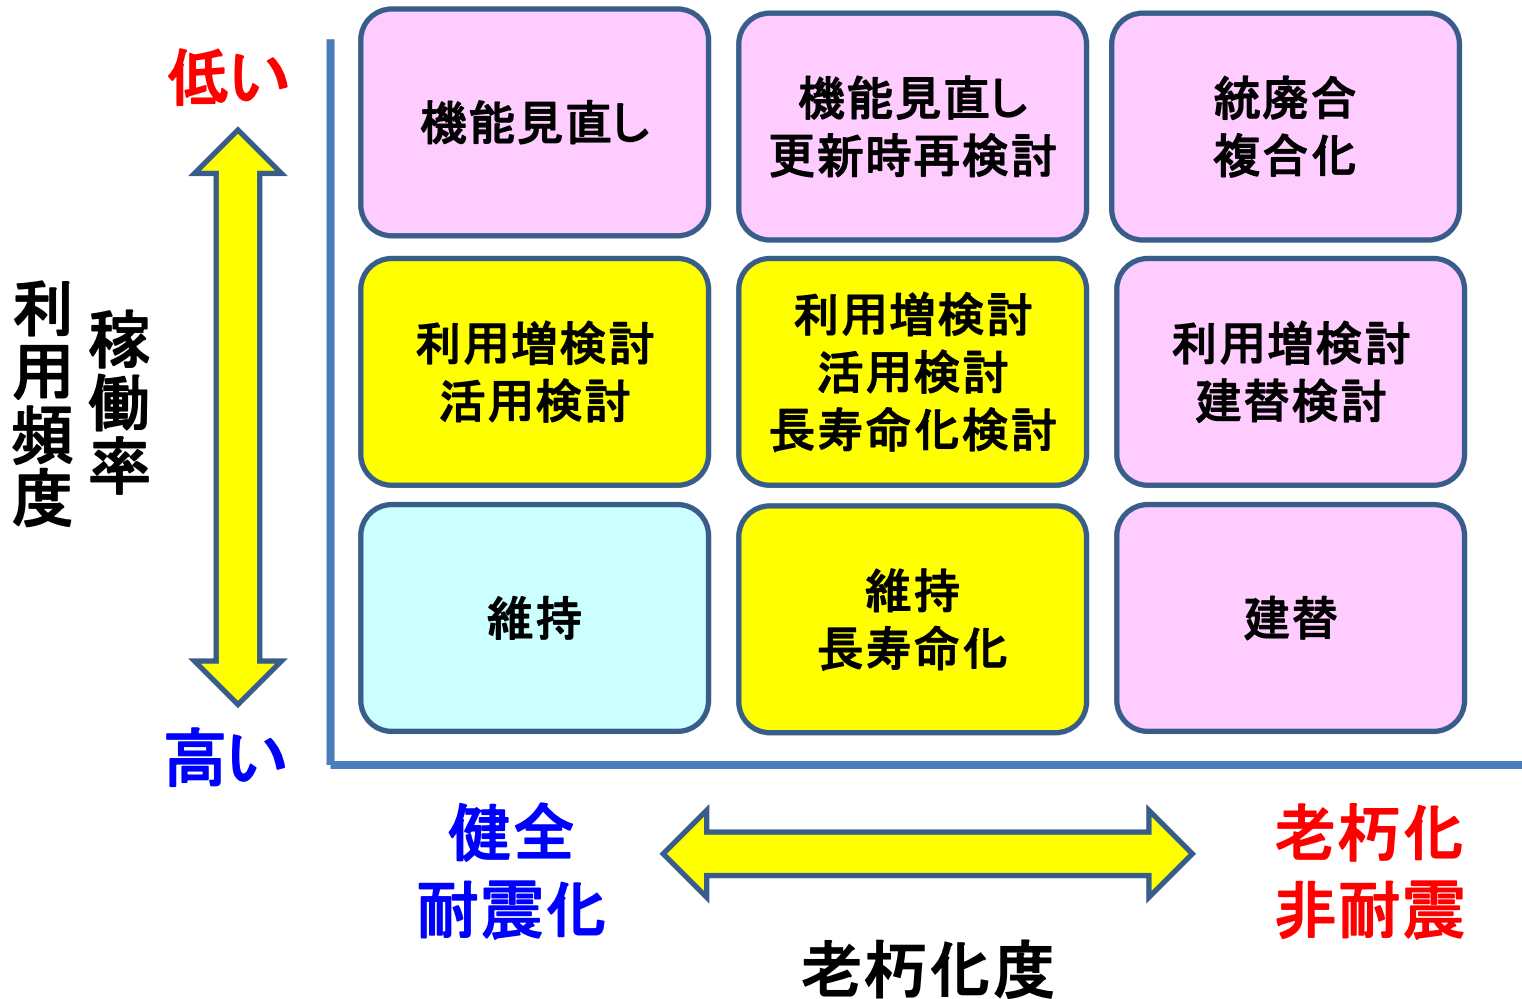 低い
機能見直し
機能見直し
更新時再検討
統廃合
複合化
利用頻度
稼働率
利用増検討
活用検討
利用増検討
活用検討
長寿命化検討
利用増検討
建替検討
維持
維持
長寿命化
建替
高い
健全
耐震化
老朽化
非耐震
老朽化度